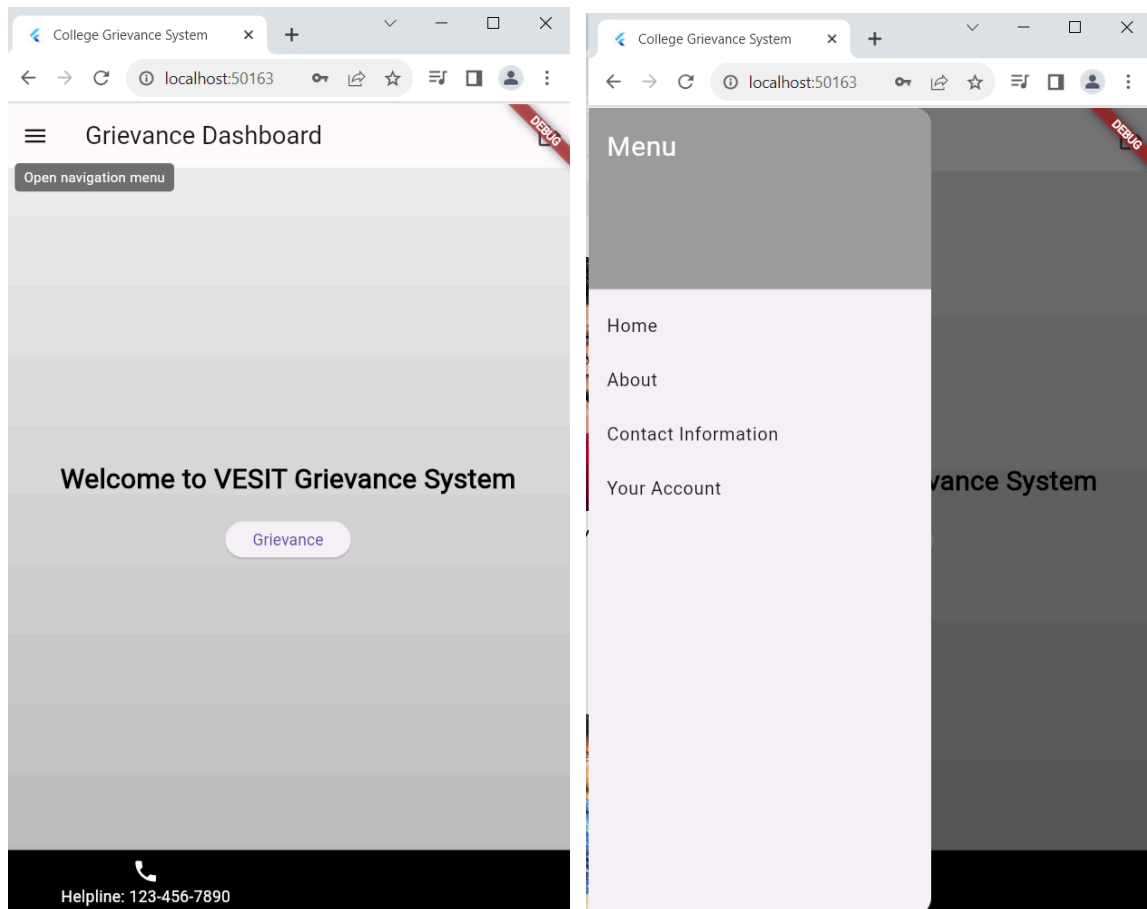 College Grievance System
localhost:50163
Grievance Dashboard
DEBUG
Open navigation menu
Welcome to VESIT Grievance System
Grievance
Helpline: 123-456-7890
College Grievance System
localhost:50163
Menu
DEBUG
Home
About
Contact Information
Your Account
vance System